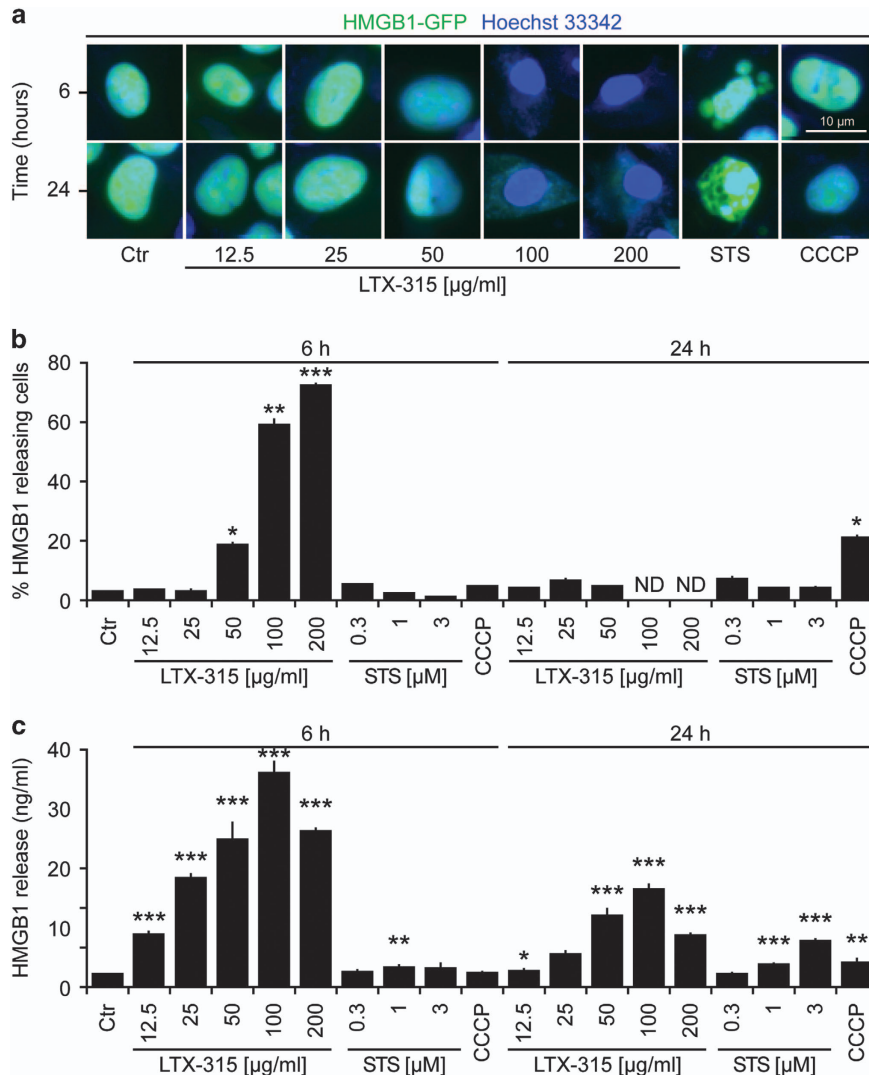 a
HMGB1-GFP Hoechst 33342
Time (hours)
6
24
10 µm
Ctr 12.5 25 50 100 200 STS CCCP
LTX-315 [µg/ml]
b
6 h 24 h
% HMGB1 releasing cells
80
60
40
20
0
* ** *** ND ND *
Ctr 12.5 25 50 100 200 0.3 1 3 CCCP 12.5 25 50 100 200 0.3 1 3 CCCP
LTX-315 [µg/ml] STS [µM] LTX-315 [µg/ml] STS [µM]
c
6 h 24 h
HMGB1 release (ng/ml)
40
30
20
10
0
*** *** *** *** *** ** * *** *** *** *** *** **
Ctr 12.5 25 50 100 200 0.3 1 3 CCCP 12.5 25 50 100 200 0.3 1 3 CCCP
LTX-315 [µg/ml] STS [µM] LTX-315 [µg/ml] STS [µM]